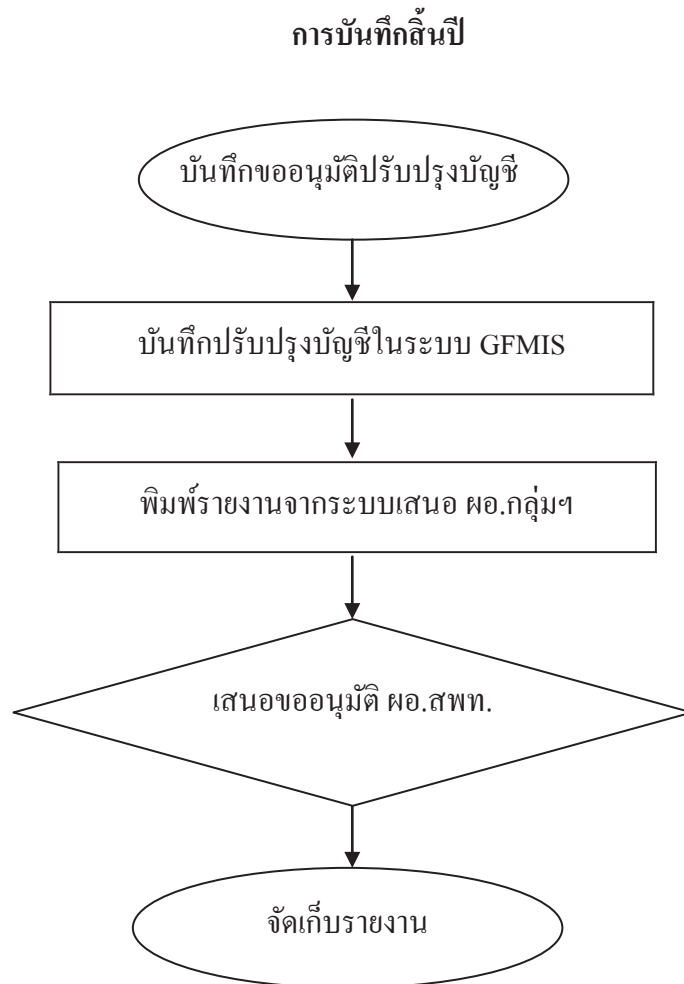 การบันทึกสิ้นปี
บันทึกขออนุมัติปรับปรุงบัญชี
บันทึกปรับปรุงบัญชีในระบบ GFMIS
พิมพ์รายงานจากระบบเสนอ ผอ.กลุ่มฯ
เสนอขออนุมัติ ผอ.สพท.
จัดเก็บรายงาน